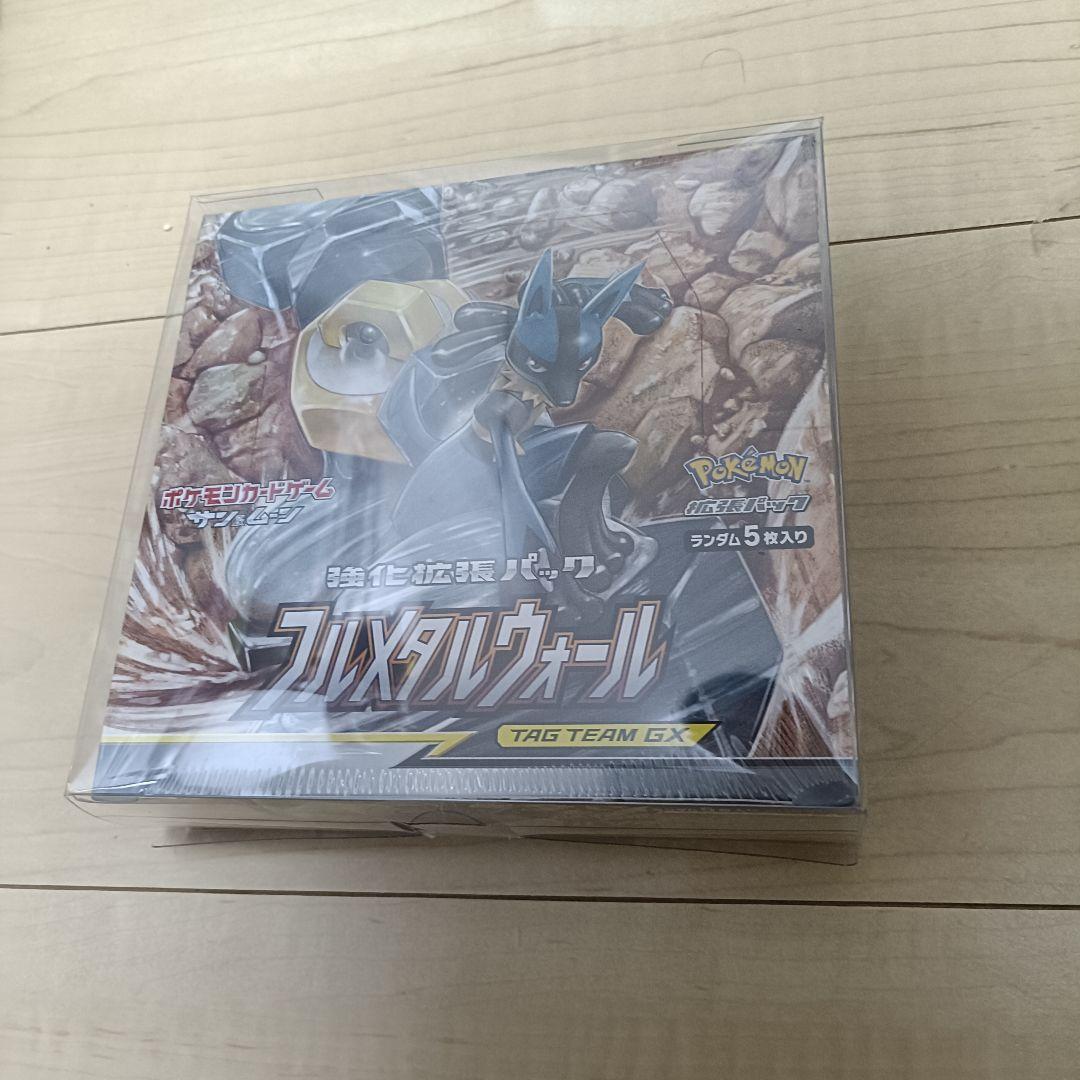 ポケモンカードゲーム
サン&ムーン
POKÉMON
拡張パック
ランダム5枚入り
強化拡張パック
フルメタルウォール
TAG TEAM GX